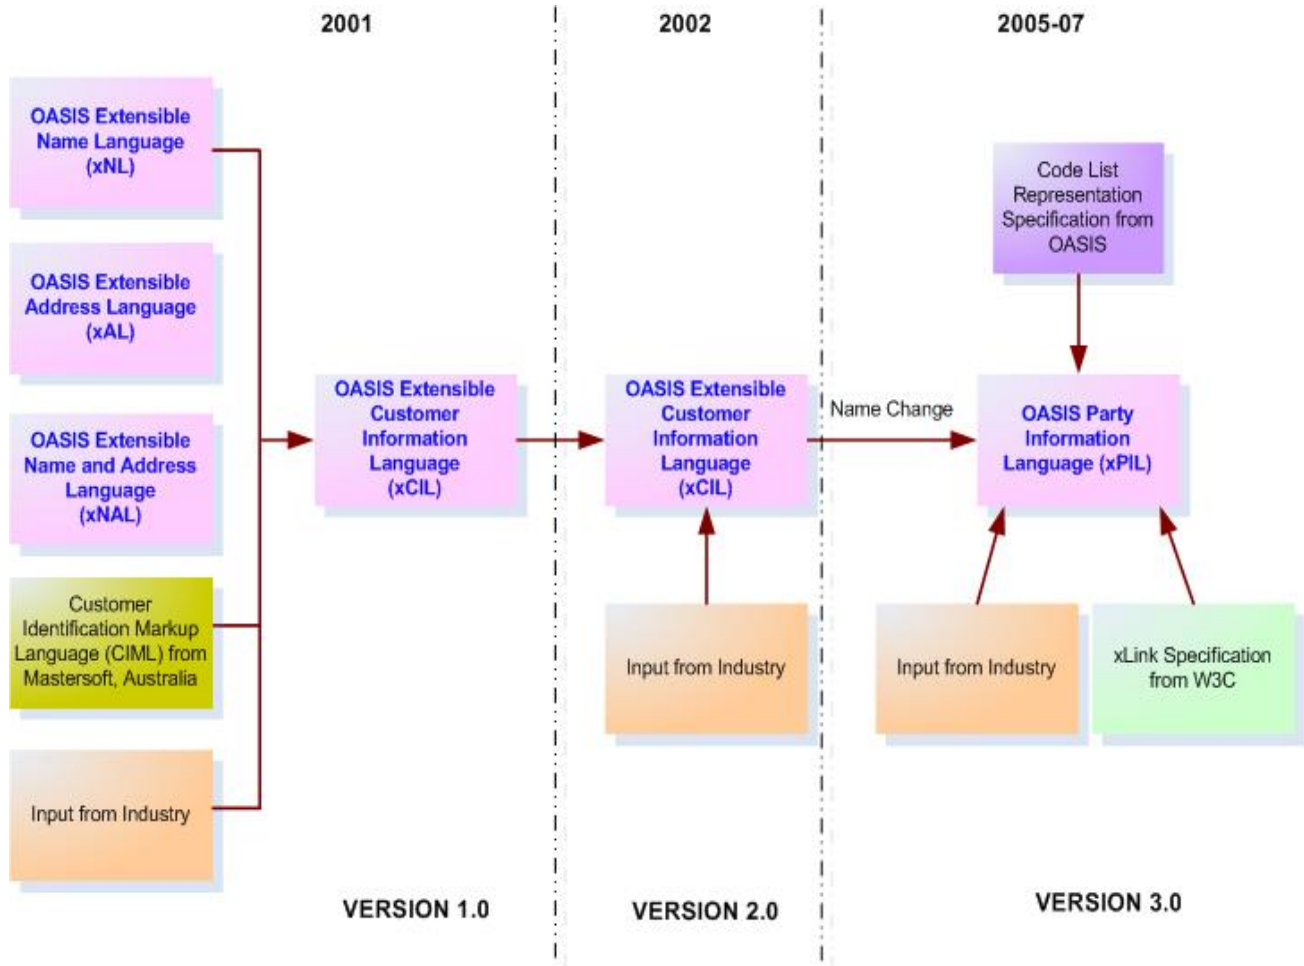 2001
2002
2005-07
OASIS Extensible
Name Language
(xNL)
OASIS Extensible
Address Language
(xAL)
OASIS Extensible
Name and Address
Language
(xNAL)
Customer
Identification Markup
Language (CIML) from
Mastersoft, Australia
Input from Industry
OASIS Extensible
Customer
Information
Language
(xCIL)
OASIS Extensible
Customer
Information
Language
(xCIL)
Input from Industry
Name Change
Code List
Representation
Specification from
OASIS
OASIS Party
Information
Language (xPIL)
Input from Industry
xLink Specification
from W3C
VERSION 1.0
VERSION 2.0
VERSION 3.0